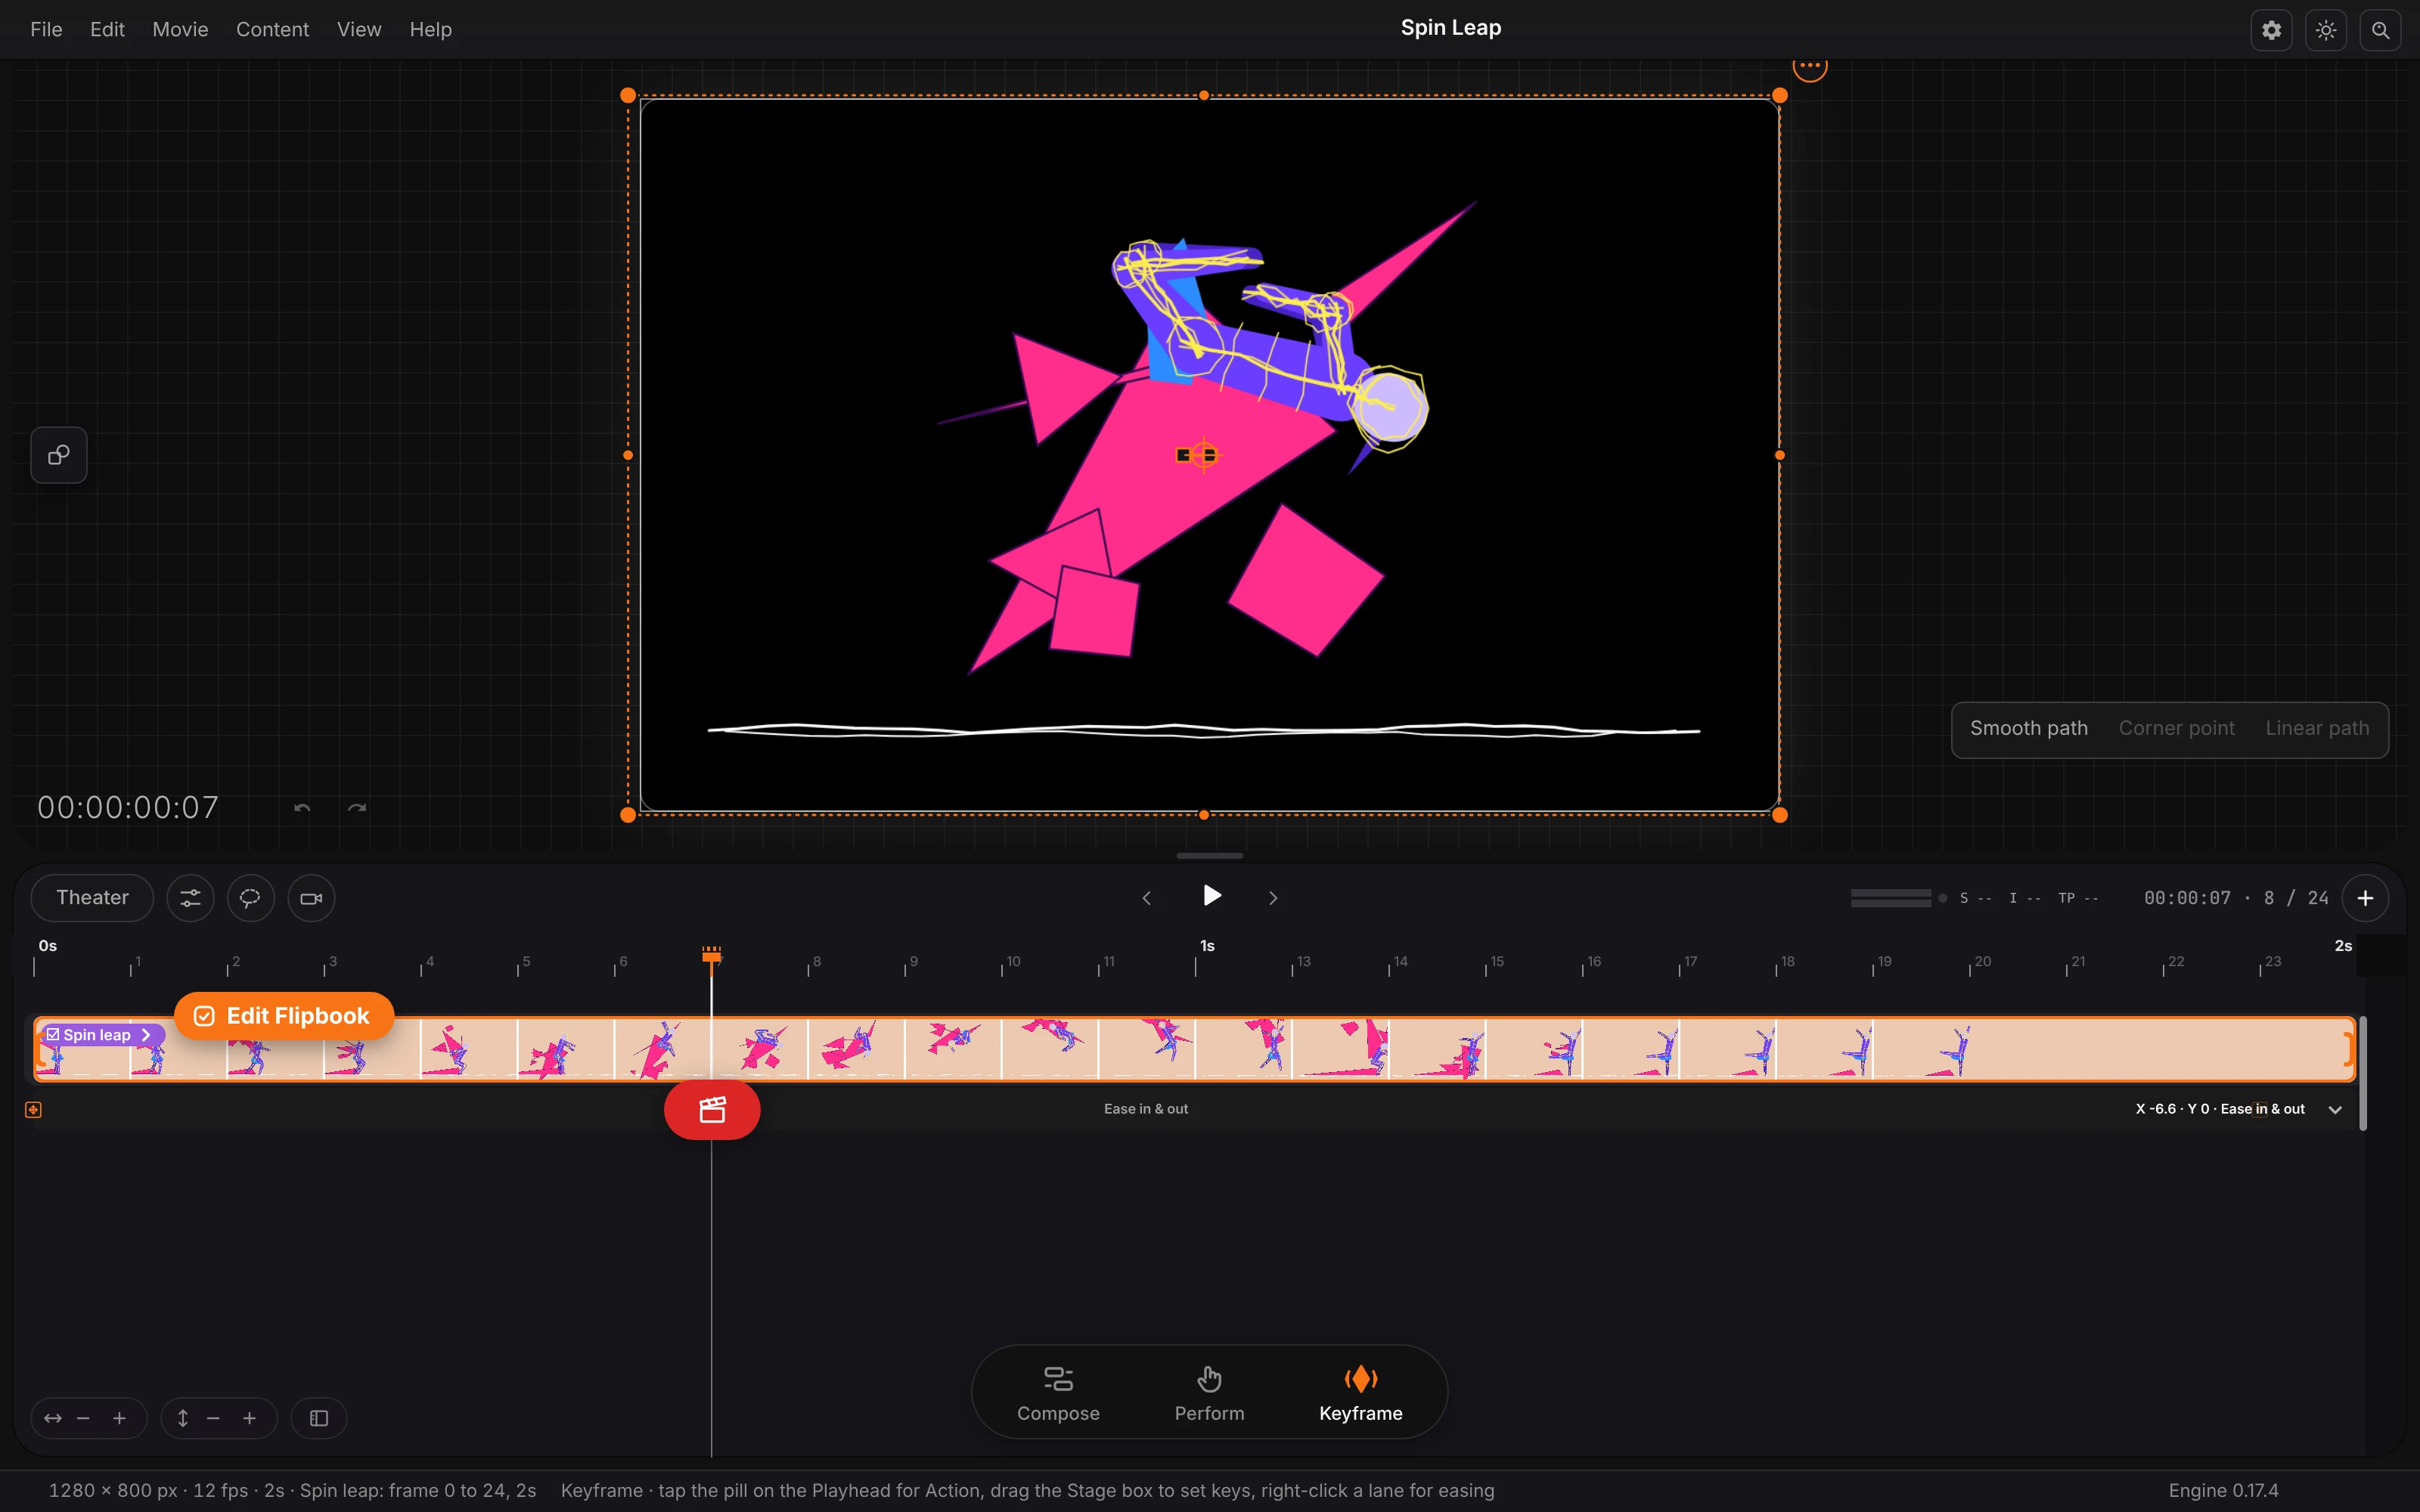 File Edit Movie Content View Help Spin Leap
Smooth path Corner point Linear path
00:00:00:07
Theater S -- I -- TP -- 00:00:07 · 8 / 24
0s 1s 2s
1 2 3 4 5 6 7 8 9 10 11 13 14 15 16 17 18 19 20 21 22 23
Edit Flipbook
Spin leap
Ease in & out X -6.6 · Y 0 · Ease in & out
Compose Perform Keyframe
1280 × 800 px · 12 fps · 2s · Spin leap: frame 0 to 24, 2s Keyframe · tap the pill on the Playhead for Action, drag the Stage box to set keys, right-click a lane for easing Engine 0.17.4